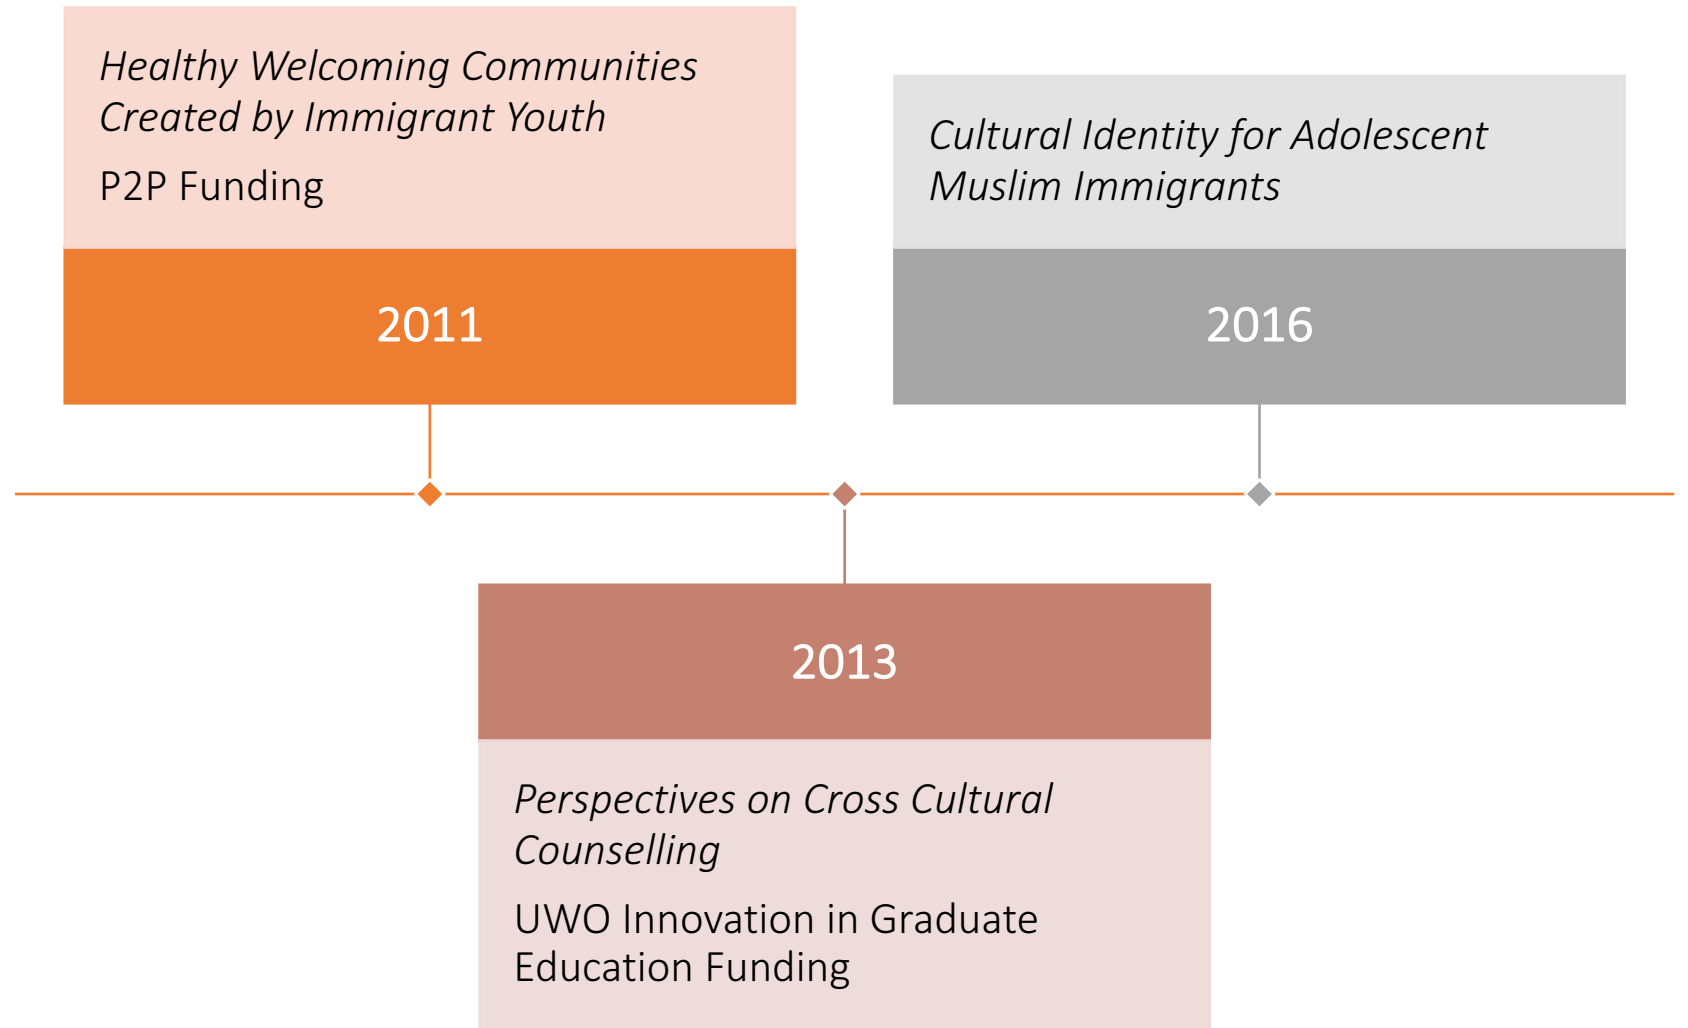 Healthy Welcoming Communities
Created by Immigrant Youth
P2P Funding
2011
2013
Perspectives on Cross Cultural
Counselling
UWO Innovation in Graduate
Education Funding
Cultural Identity for Adolescent
Muslim Immigrants
2016